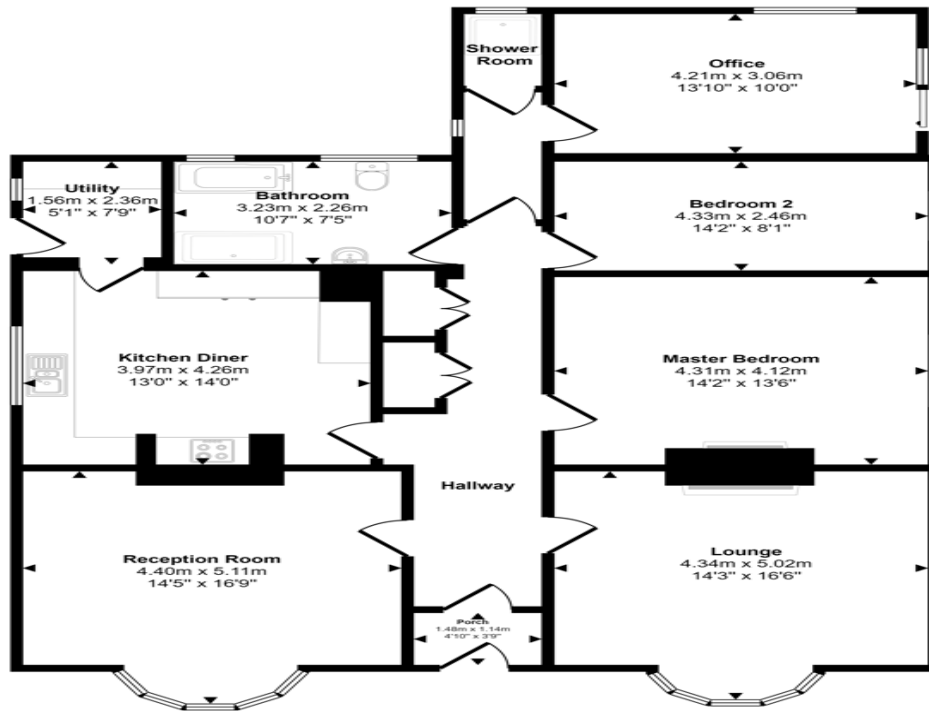 Shower
Room
Office
4.21m x 3.06m
13'10" x 10'0"
Utility
1.56m x 2.36m
5'1" x 7'9"
Bathroom
3.23m x 2.26m
10'7" x 7'5"
Bedroom 2
4.33m x 2.46m
14'2" x 8'1"
Kitchen Diner
3.97m x 4.26m
13'0" x 14'0"
Master Bedroom
4.31m x 4.12m
14'2" x 13'6"
Hallway
Reception Room
4.40m x 5.11m
14'5" x 16'9"
Lounge
4.34m x 5.02m
14'3" x 16'6"
Porch
1.48m x 1.14m
4'10" x 3'9"